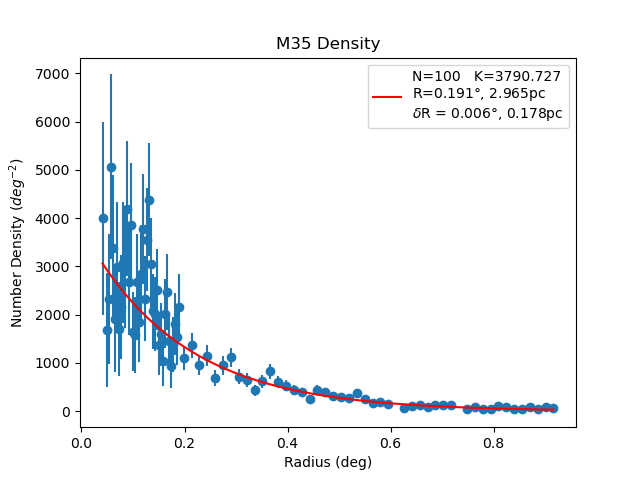 M35 Density
N=100   K=3790.727
R=0.191°, 2.965pc
δR = 0.006°, 0.178pc
Number Density (deg⁻²)
7000
6000
5000
4000
3000
2000
1000
0
0.0 0.2 0.4 0.6 0.8
Radius (deg)